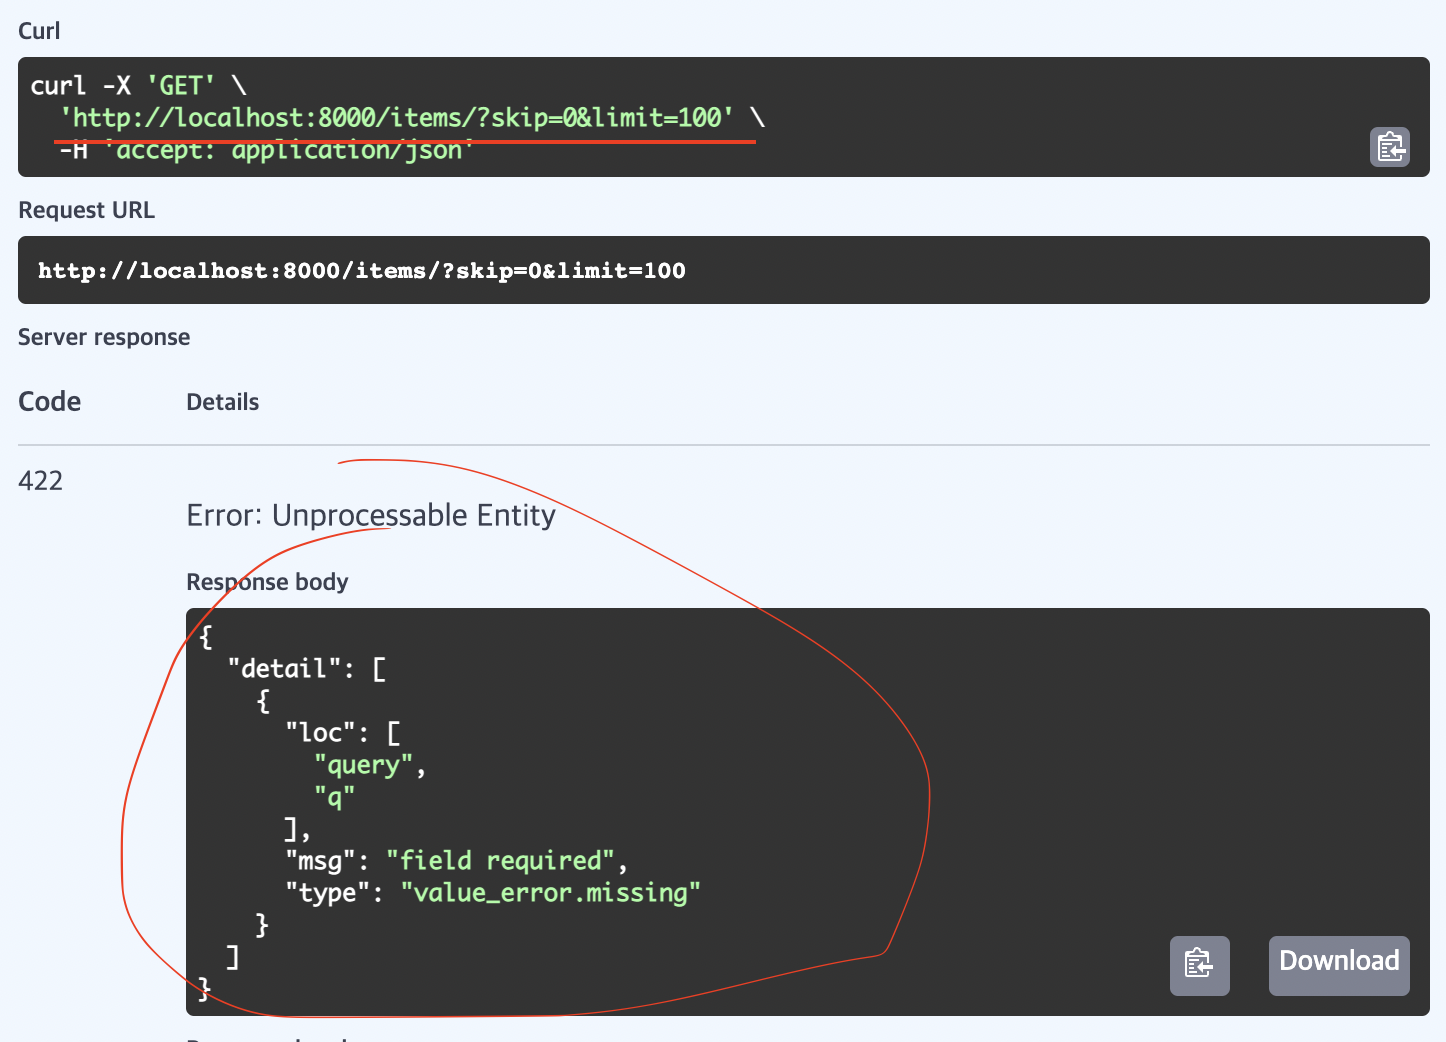 Curl
curl -X 'GET' \
'http://localhost:8000/items/?skip=0&limit=100' \
-H 'accept: application/json'
Request URL
http://localhost:8000/items/?skip=0&limit=100
Server response
Code Details
422
Error: Unprocessable Entity
Response body
{
"detail": [
{
"loc": [
"query",
"q"
],
"msg": "field required",
"type": "value_error.missing"
}
]
}
Download